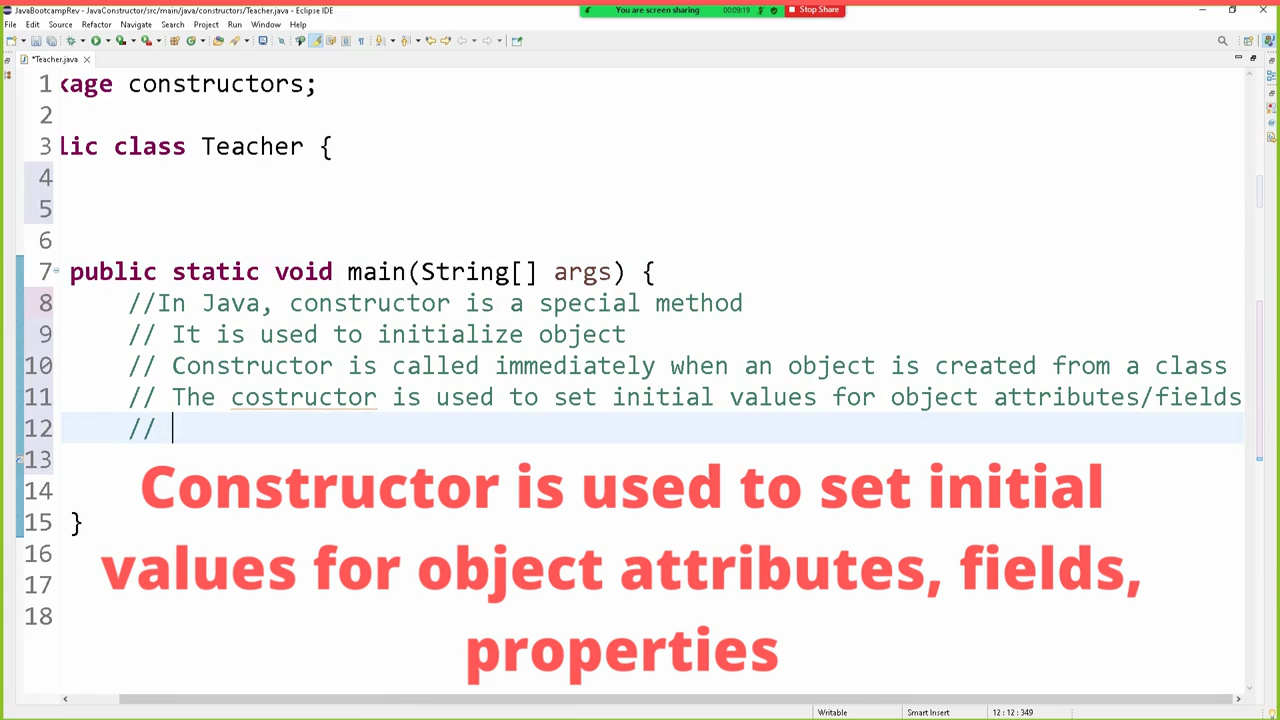 JavaBootcampRev - JavaConstructor/src/main/java/constructors/Teacher.java - Eclipse IDE
You are screen sharing
00:09:19
Stop Share
File Edit Source Refactor Navigate Search Project Run Window Help
*Teacher.java
1 kage constructors;
2
3 lic class Teacher {
4
5
6
7 public static void main(String[] args) {
8 //In Java, constructor is a special method
9 // It is used to initialize object
10 // Constructor is called immediately when an object is created from a class
11 // The costructor is used to set initial values for object attributes/fields
12 //
13
14
15 }
16
17
18
Constructor is used to set initial
values for object attributes, fields,
properties
Writable Smart Insert 12 : 12 : 349